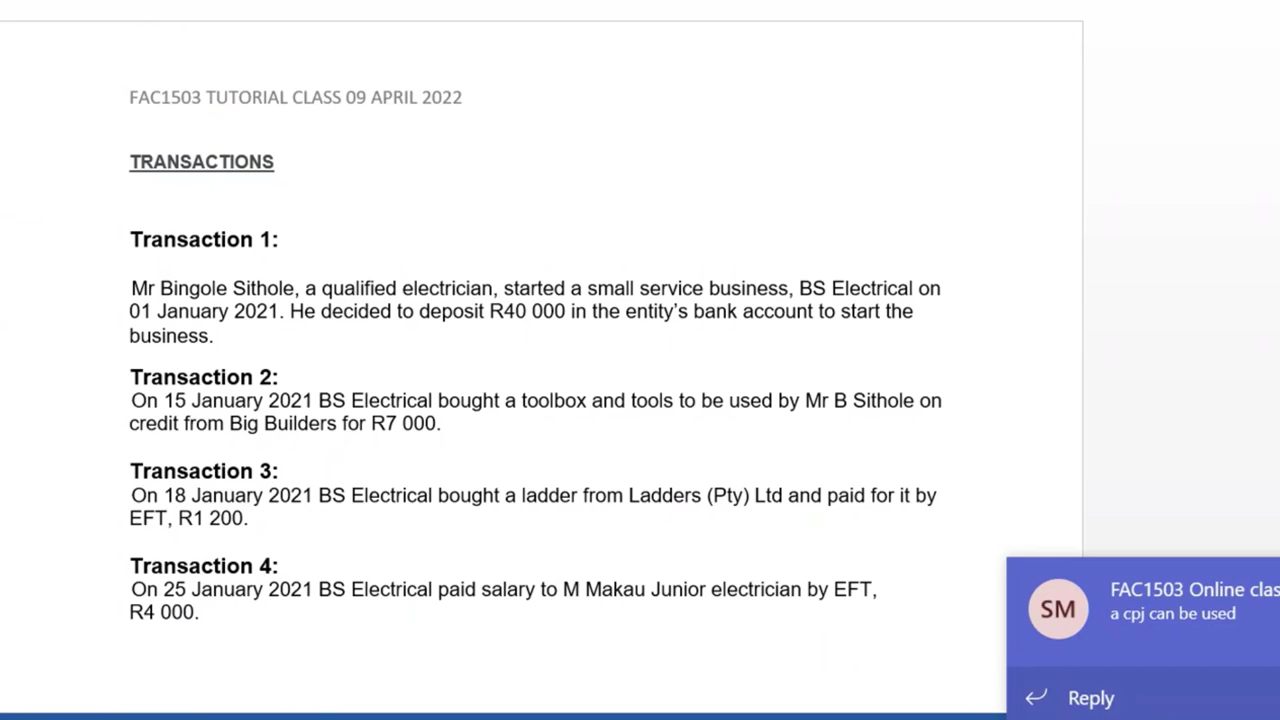 FAC1503 TUTORIAL CLASS 09 APRIL 2022
TRANSACTIONS
Transaction 1:
Mr Bingole Sithole, a qualified electrician, started a small service business, BS Electrical on
01 January 2021. He decided to deposit R40 000 in the entity's bank account to start the
business.
Transaction 2:
On 15 January 2021 BS Electrical bought a toolbox and tools to be used by Mr B Sithole on
credit from Big Builders for R7 000.
Transaction 3:
On 18 January 2021 BS Electrical bought a ladder from Ladders (Pty) Ltd and paid for it by
EFT, R1 200.
Transaction 4:
On 25 January 2021 BS Electrical paid salary to M Makau Junior electrician by EFT,
R4 000.
SM
FAC1503 Online clas
a cpj can be used
Reply